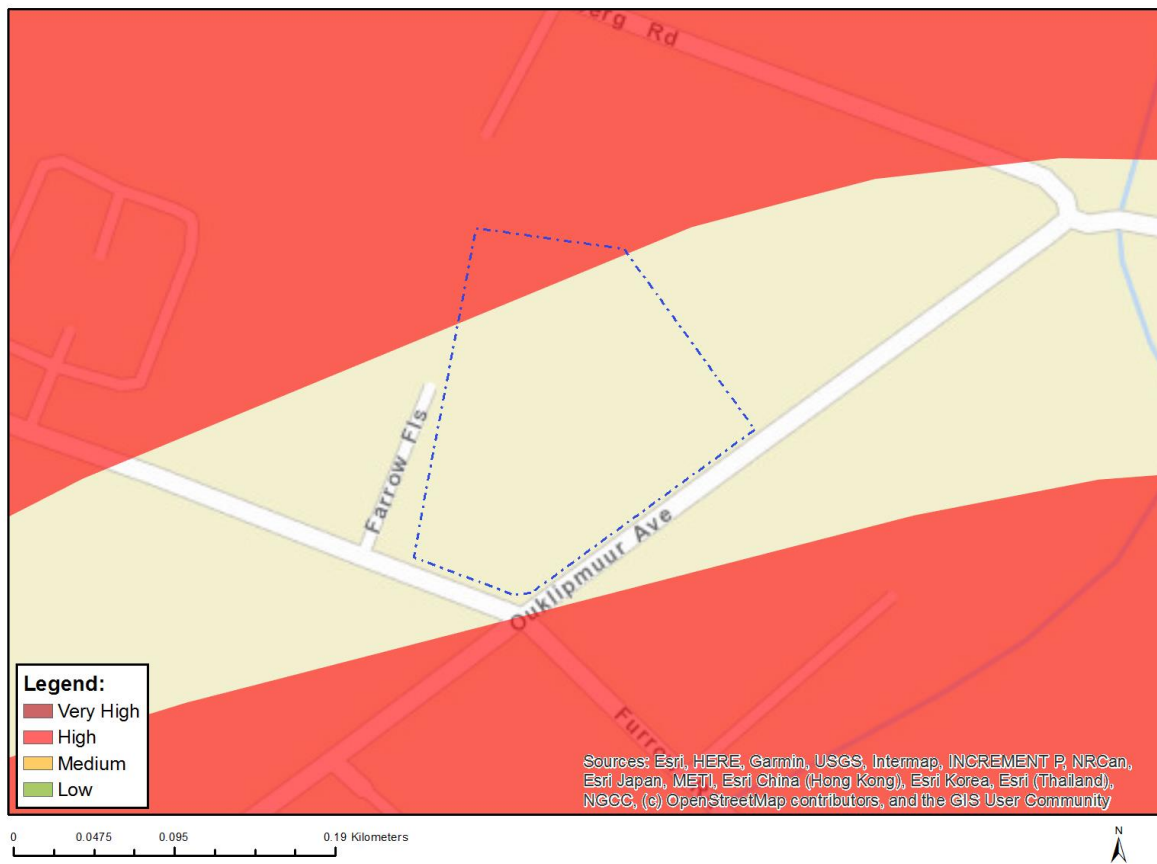 Rd
Farrow Fls
Ouklipmuur Ave
Legend:
Very High
High
Medium
Low
Sources: Esri, HERE, Garmin, USGS, Intermap, INCREMENT P, NRCan,
Esri Japan, METI, Esri China (Hong Kong), Esri Korea, Esri (Thailand),
NGCC, (c) OpenStreetMap contributors, and the GIS User Community
0 0.0475 0.095 0.19 Kilometers
N